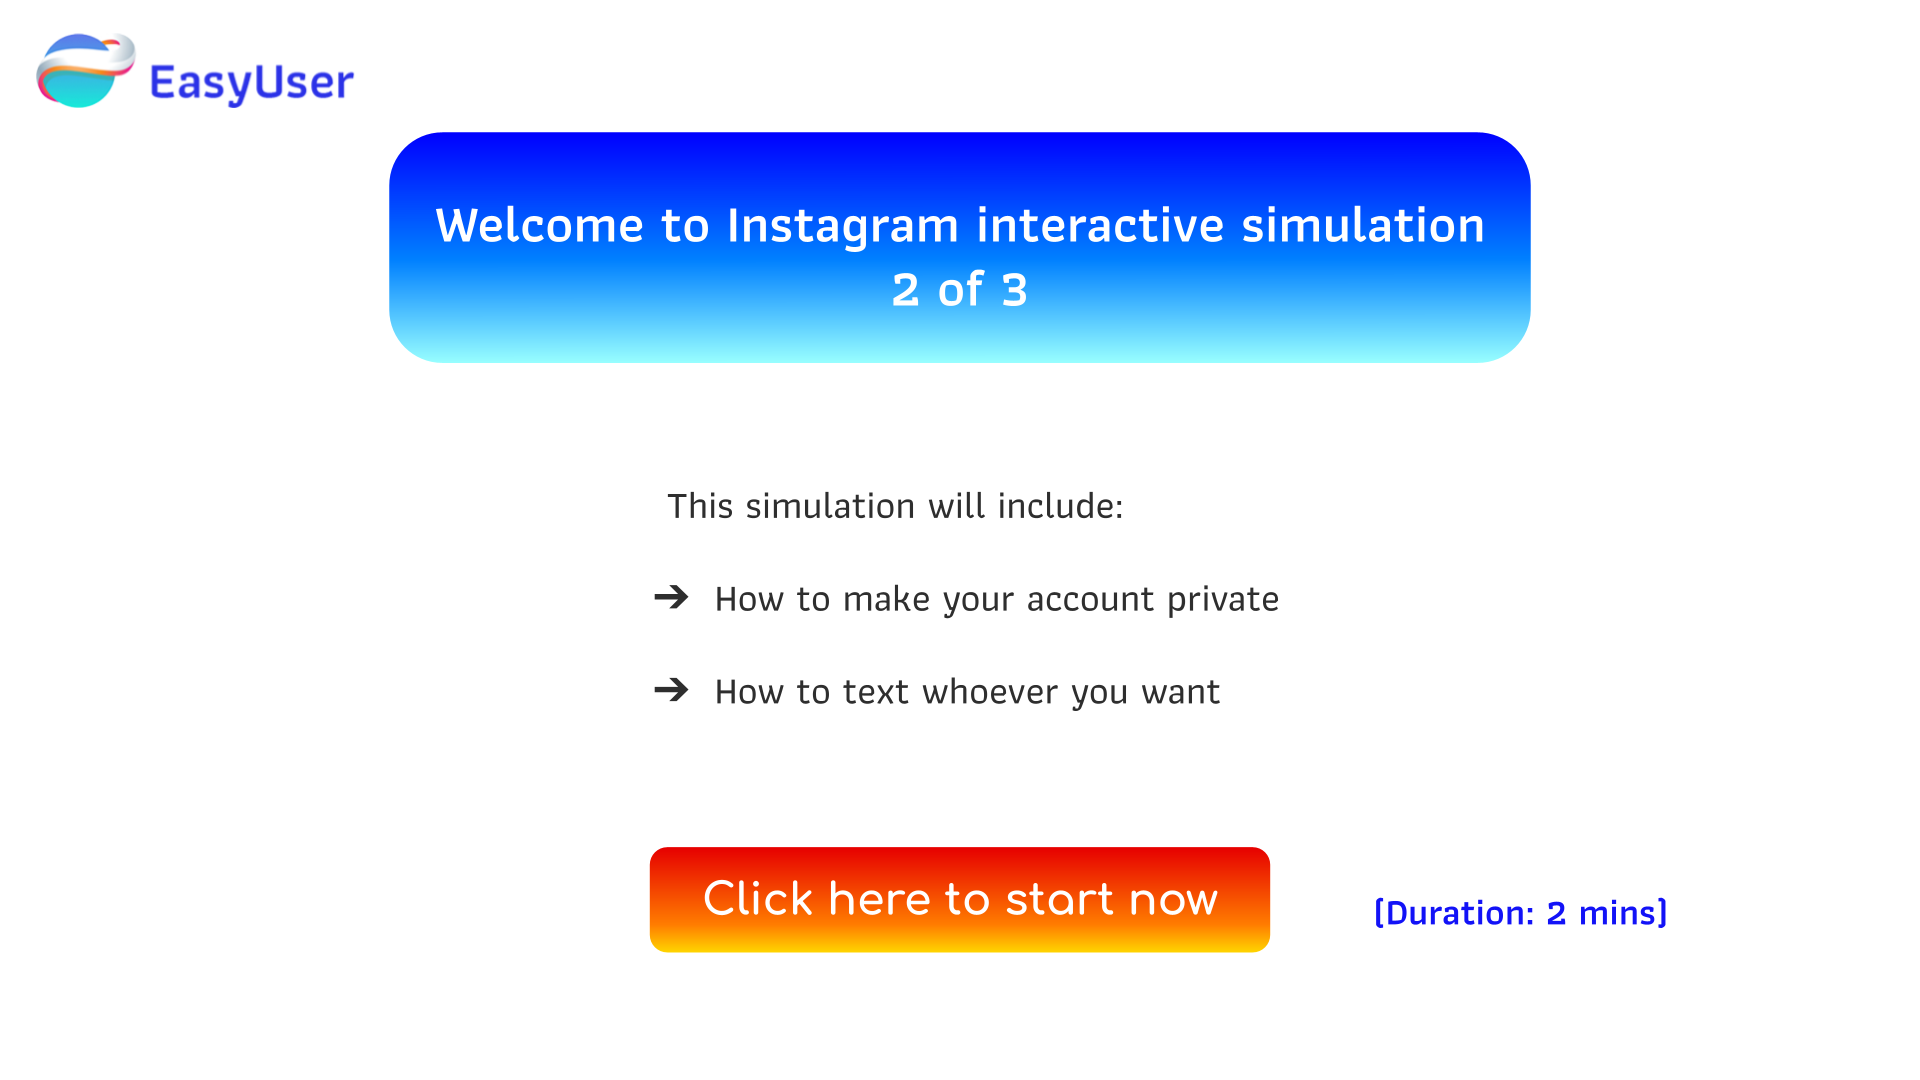 EasyUser
Welcome to Instagram interactive simulation
2 of 3
This simulation will include:
➔ How to make your account private
➔ How to text whoever you want
Click here to start now
(Duration: 2 mins)